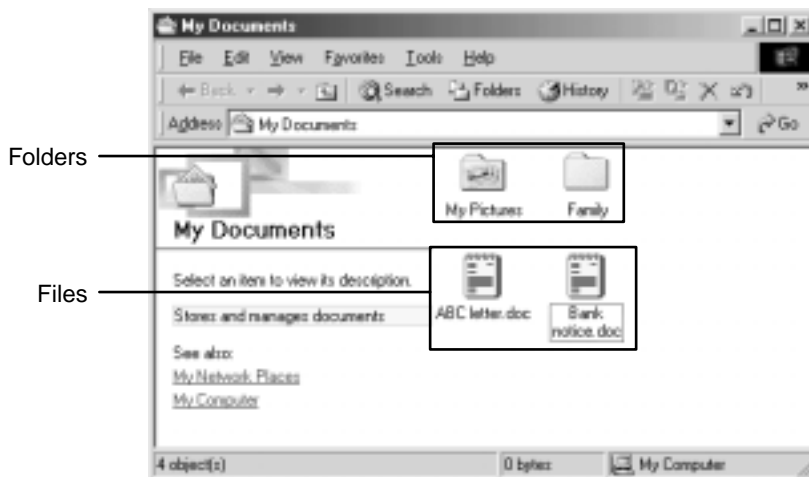 My Documents
File Edit View Favorites Tools Help
Back Search Folders History »
Address My Documents Go
Folders
My Pictures Family
My Documents
Select an item to view its description.
Files
Stores and manages documents
ABC letter.doc Bank
notice.doc
See also:
My Network Places
My Computer
4 object(s) 0 bytes My Computer